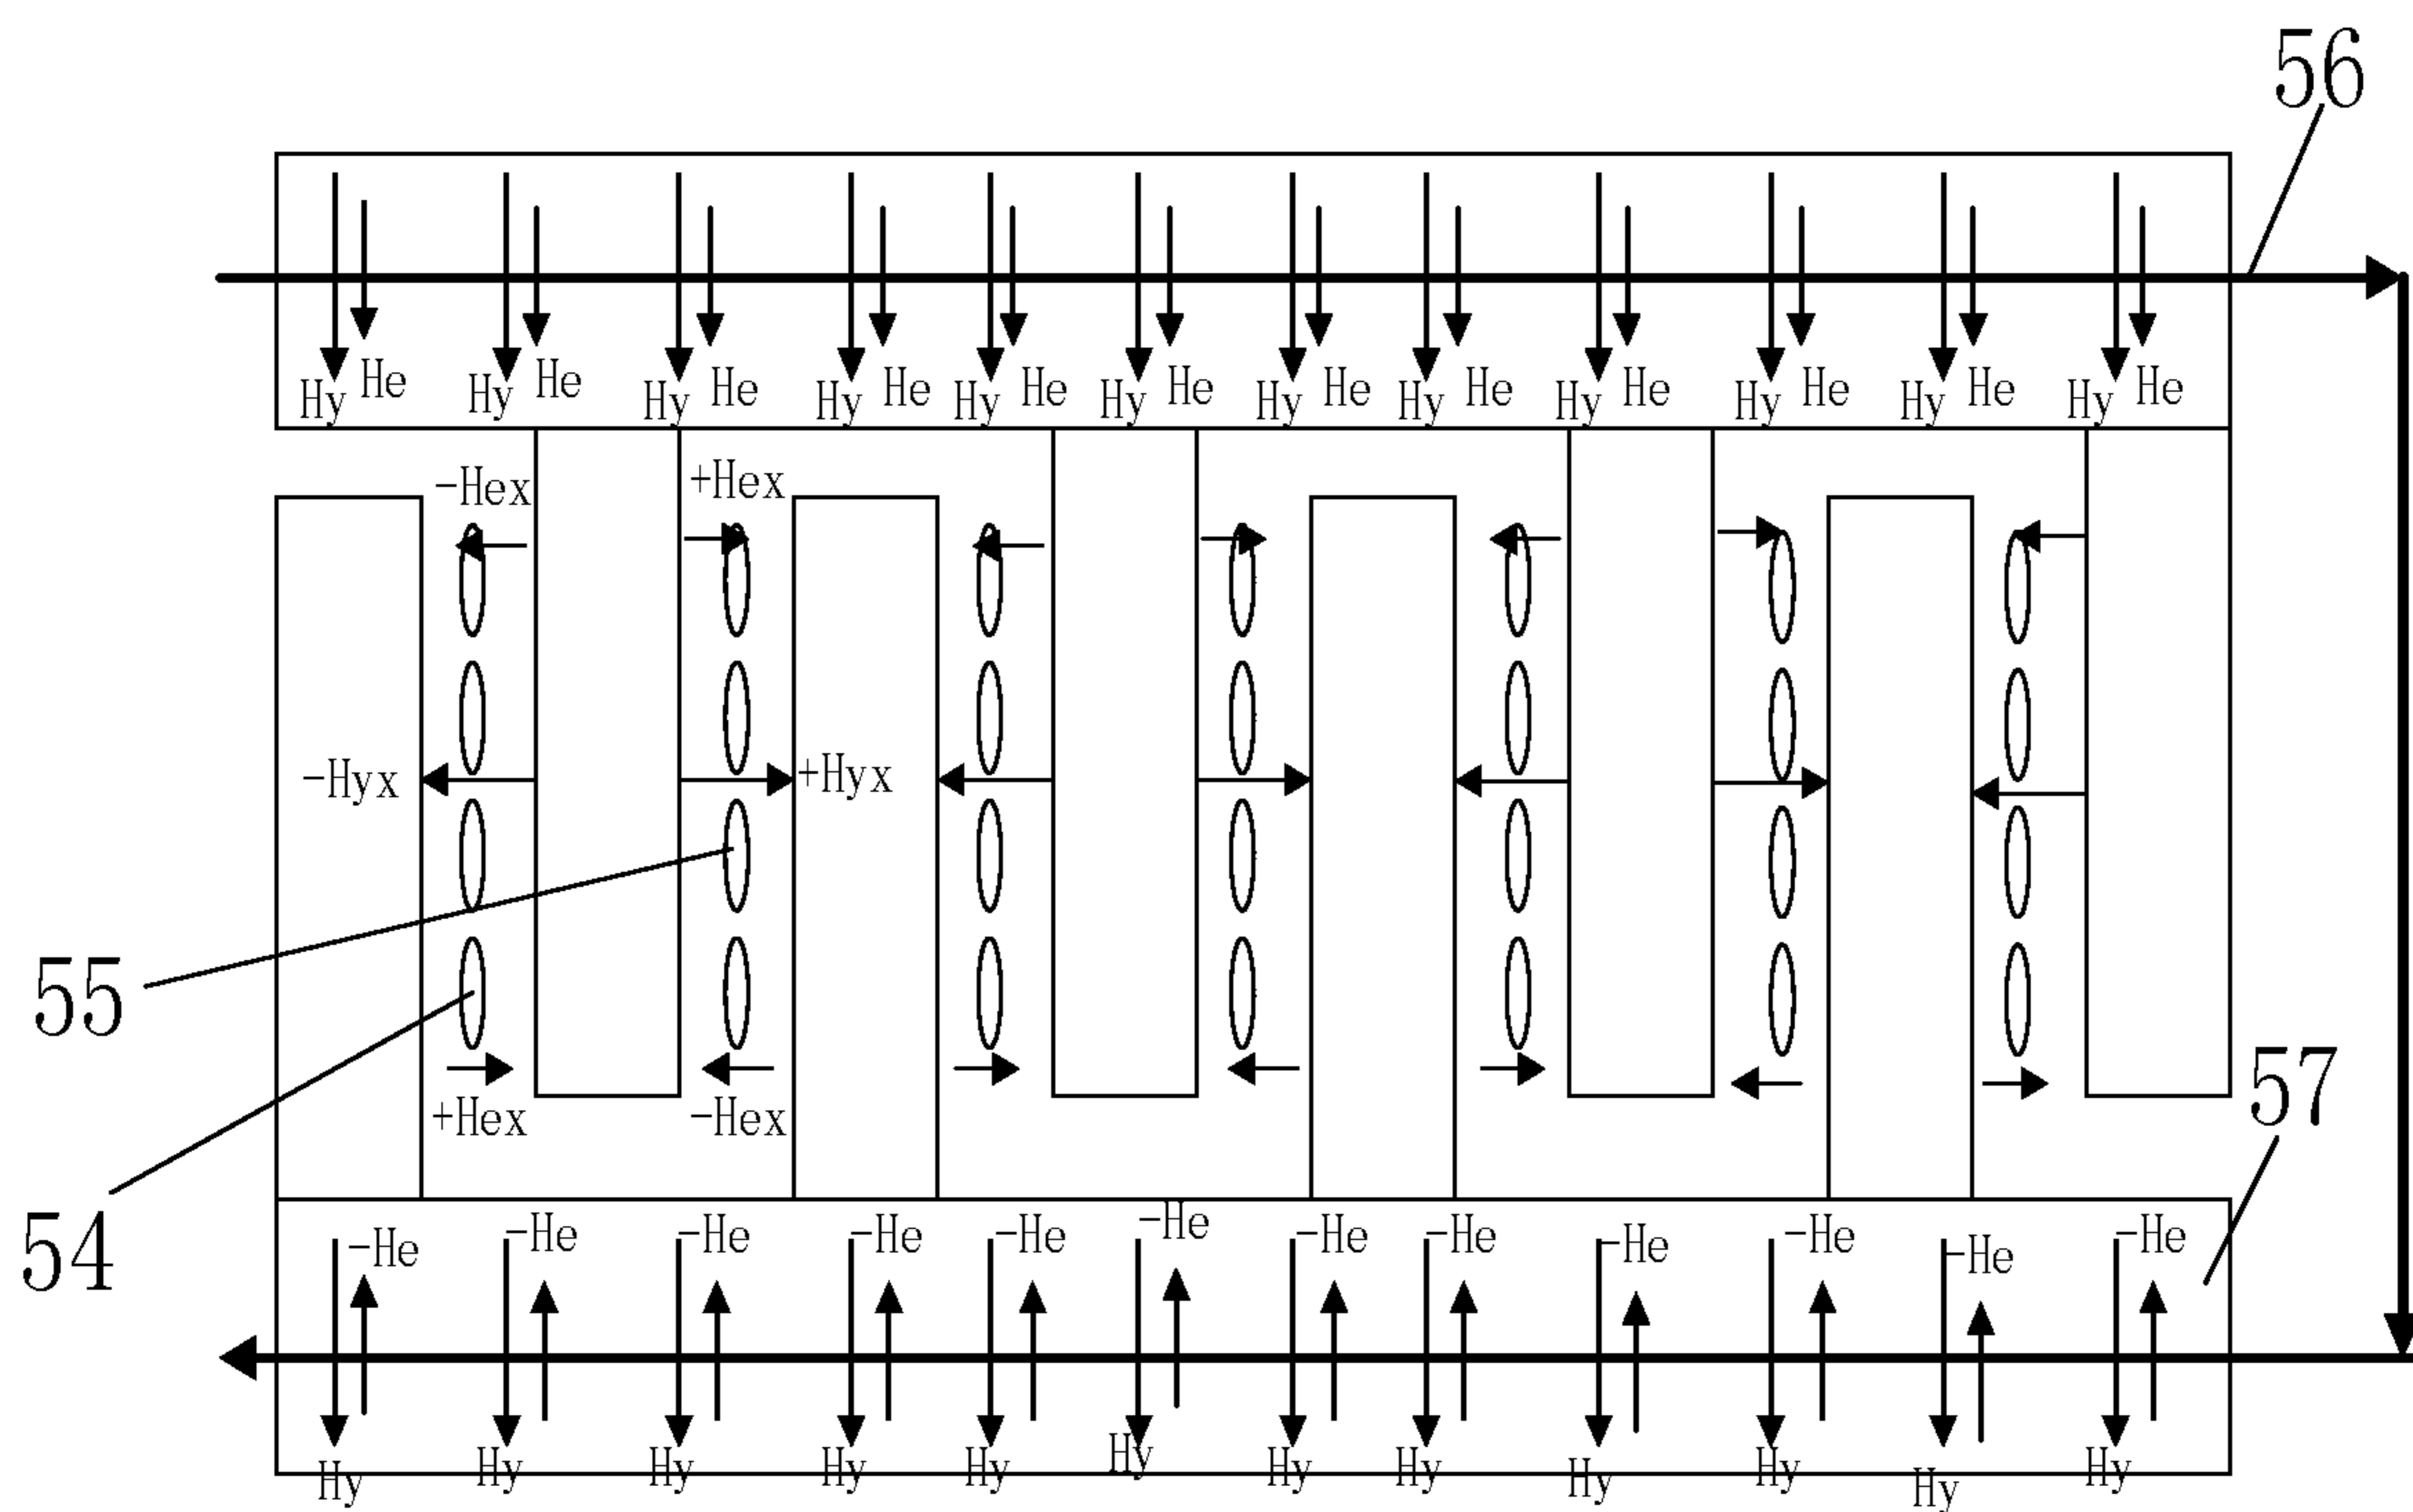 56
Hy He Hy He Hy He Hy He Hy He Hy He Hy He Hy He Hy He Hy He Hy He Hy He
-Hex +Hex
-Hyx +Hyx
55
+Hex -Hex
57
54
-He -He -He -He -He -He -He -He -He -He -He -He
Hy Hy Hy Hy Hy Hy Hy Hy Hy Hy Hy Hy